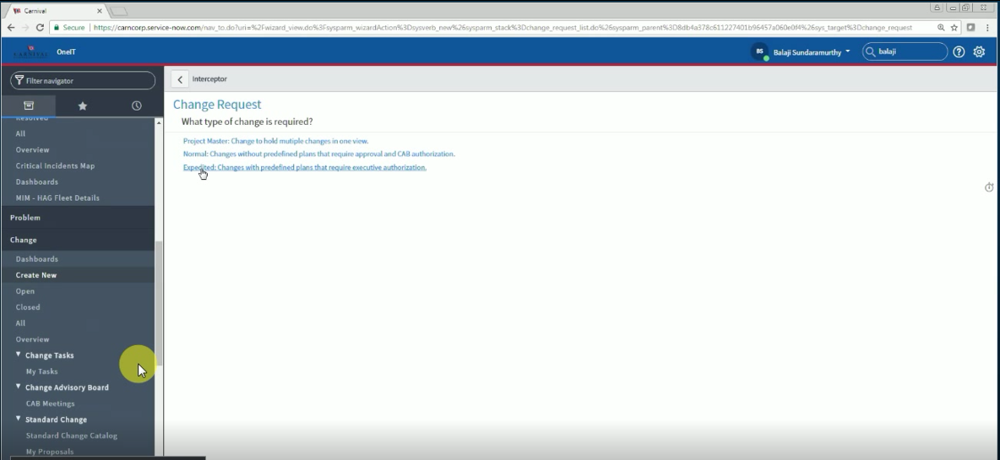 Carnival
Secure | https://carncorp.service-now.com/nav_to.do?uri=%2Fwizard_view.do%3Fsysparm_wizardAction%3Dsysverb_new%26sysparm_stack%3Dchange_request_list.do%26sysparm_parent%3D8db4a378c611227401b96457a060e0f4%26sys_target%3Dchange_request
CARNIVAL OneIT
BS Balaji Sundaramurthy balaji
Filter navigator
Interceptor
Change Request
What type of change is required?
Project Master: Change to hold mutiple changes in one view.
Normal: Changes without predefined plans that require approval and CAB authorization.
Expedited: Changes with predefined plans that require executive authorization.
Resolved
All
Overview
Critical Incidents Map
Dashboards
MIM - HAG Fleet Details
Problem
Change
Dashboards
Create New
Open
Closed
All
Overview
Change Tasks
My Tasks
Change Advisory Board
CAB Meetings
Standard Change
Standard Change Catalog
My Proposals